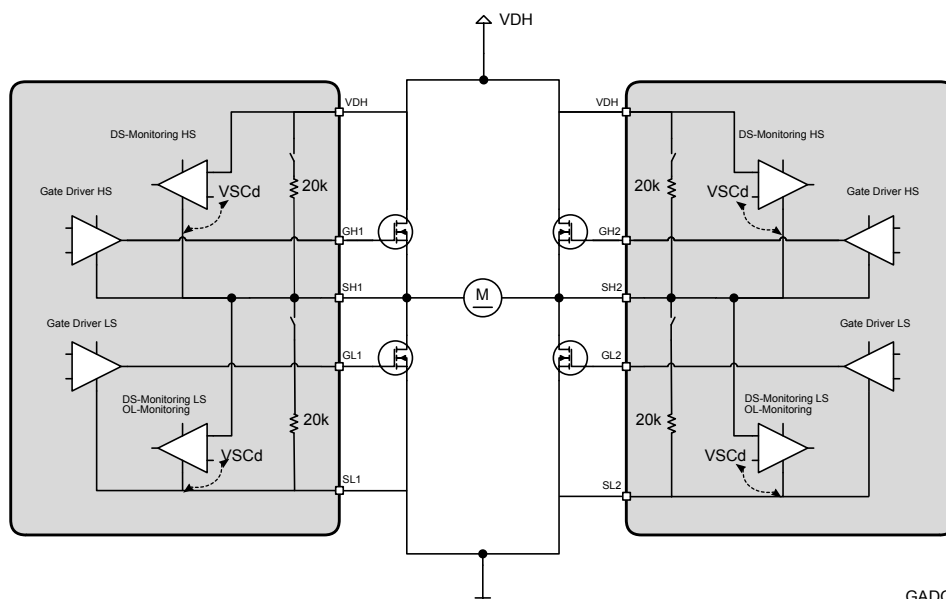 VDH
VDH
VDH
DS-Monitoring HS
DS-Monitoring HS
VSCd
20k
20k
VSCd
Gate Driver HS
Gate Driver HS
GH1
GH2
SH1
M
SH2
Gate Driver LS
Gate Driver LS
GL1
GL2
DS-Monitoring LS
OL-Monitoring
DS-Monitoring LS
OL-Monitoring
20k
20k
VSCd
VSCd
SL1
SL2